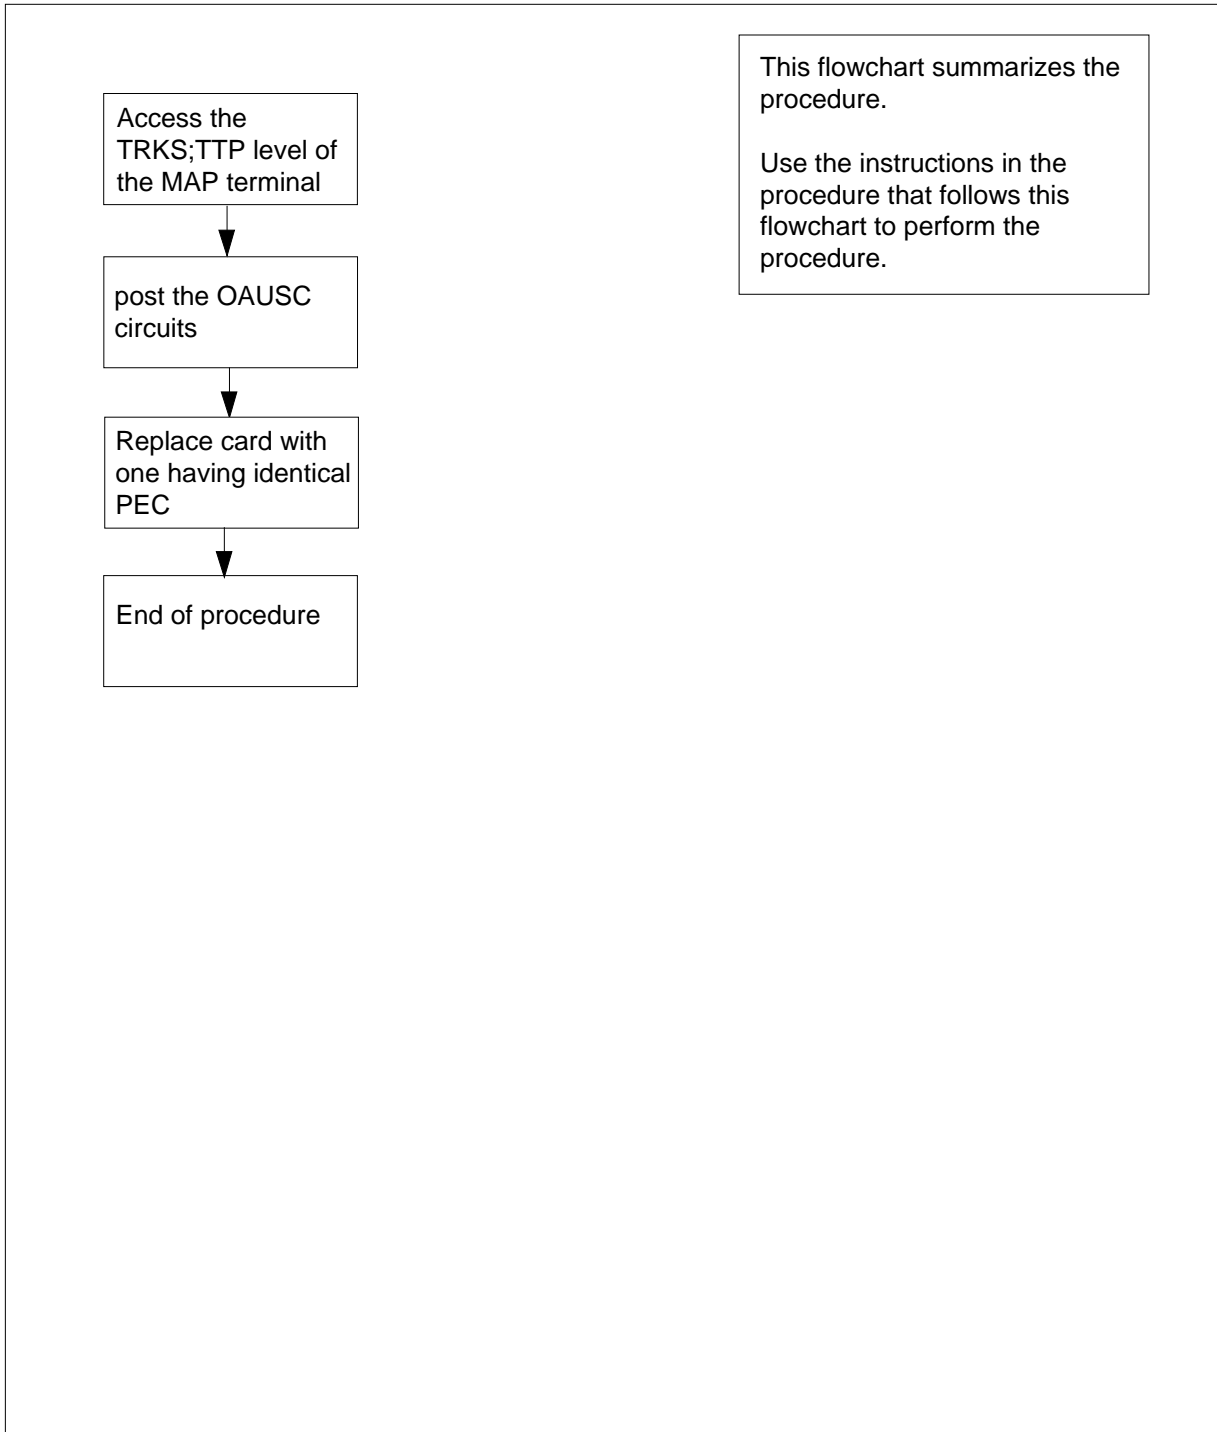 Access the
TRKS;TTP level of
the MAP terminal
post the OAUSC
circuits
Replace card with
one having identical
PEC
End of procedure
This flowchart summarizes the
procedure.
Use the instructions in the
procedure that follows this
flowchart to perform the
procedure.